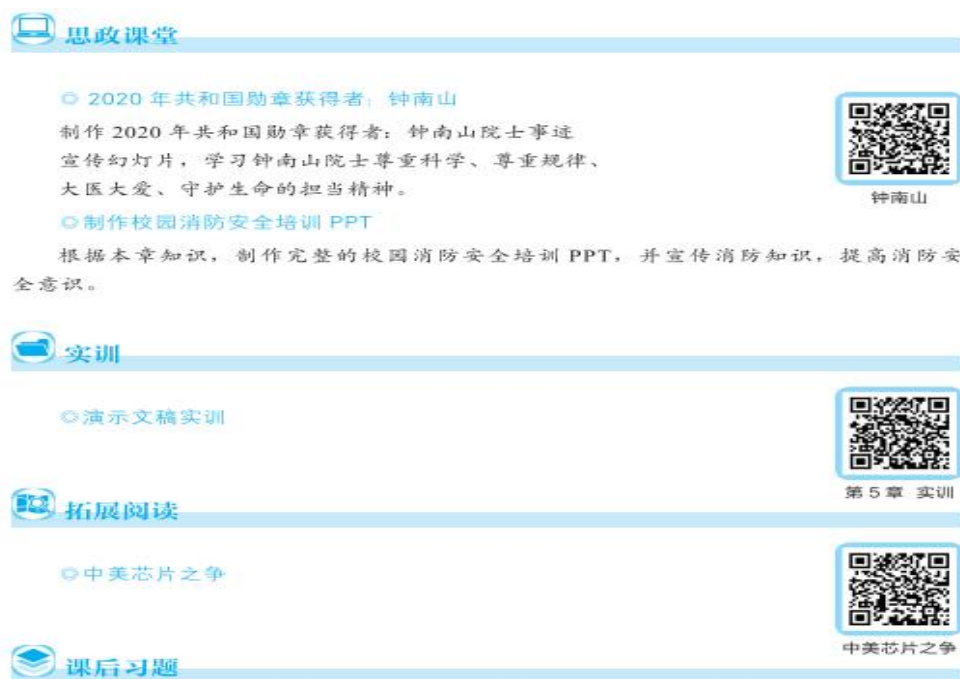 思政课堂
◎ 2020 年共和国勋章获得者：钟南山
制作 2020 年共和国勋章获得者：钟南山院士事迹
宣传幻灯片，学习钟南山院士尊重科学、尊重规律、
大医大爱、守护生命的担当精神。
钟南山
◎制作校园消防安全培训 PPT
根据本章知识，制作完整的校园消防安全培训 PPT，并宣传消防知识，提高消防安
全意识。
实训
◎演示文稿实训
第 5 章 实训
拓展阅读
◎中美芯片之争
中美芯片之争
课后习题